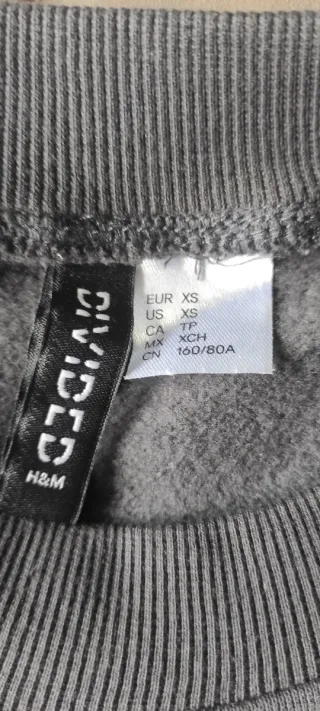 DIVIDED
H&M
EUR XS
US XS
CA TP
MX XCH
CN 160/80A